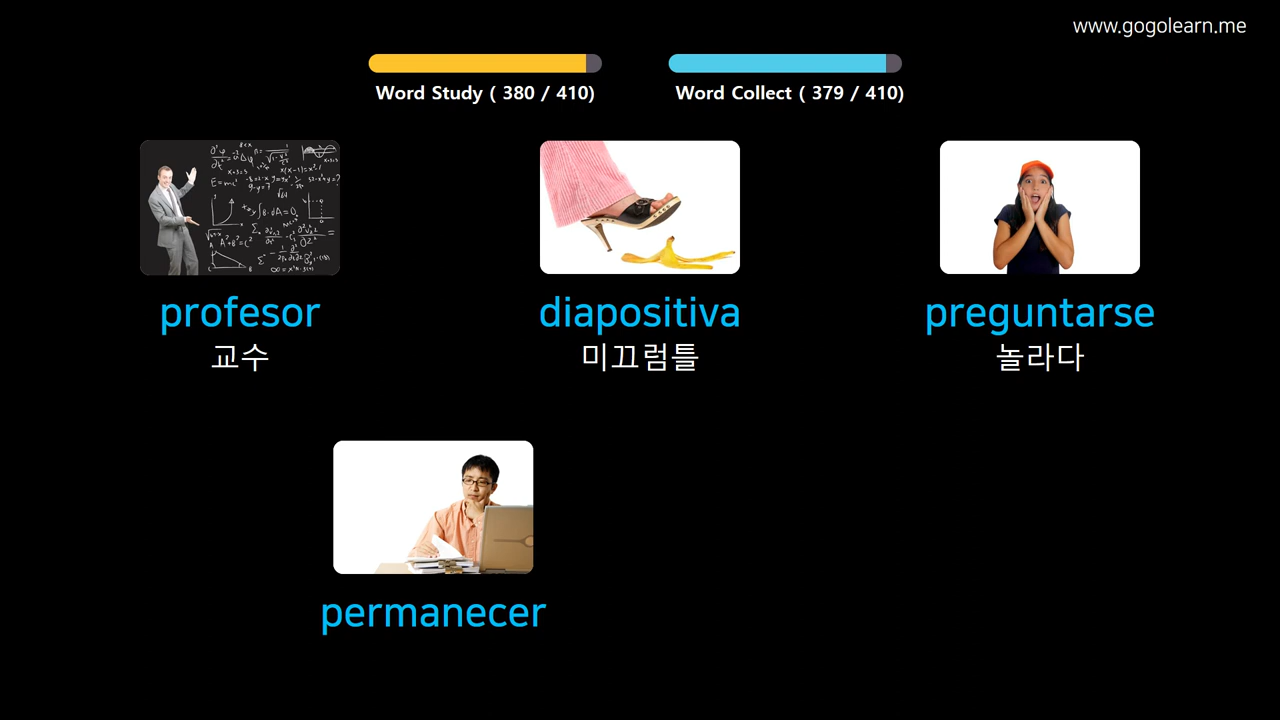 www.gogolearn.me
Word Study ( 380 / 410)
Word Collect ( 379 / 410)
profesor
교수
diapositiva
미끄럼틀
preguntarse
놀라다
permanecer